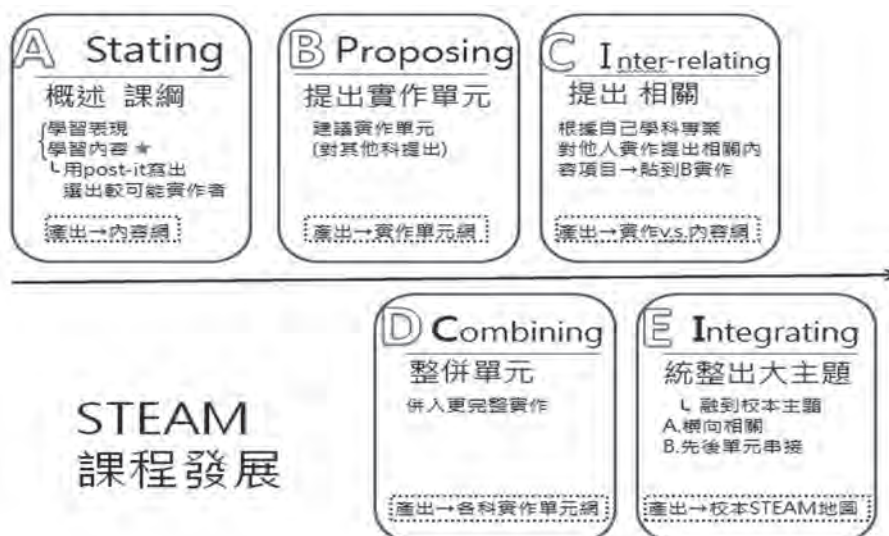 A Stating
概述 課綱
學習表現
學習內容 ★
用post-it寫出
選出較可能實作者
產出→內容網
B Proposing
提出實作單元
建議實作單元
(對其他科提出)
產出→實作單元網
C Inter-relating
提出 相關
根據自己學科專業
對他人實作提出相關內
容項目→貼到B實作
產出→實作v.s.內容網
D Combining
整併單元
併入更完整實作
產出→各科實作單元網
E Integrating
統整出大主題
融到校本主題
A.橫向相關
B.先後單元串接
產出→校本STEAM地圖
STEAM
課程發展